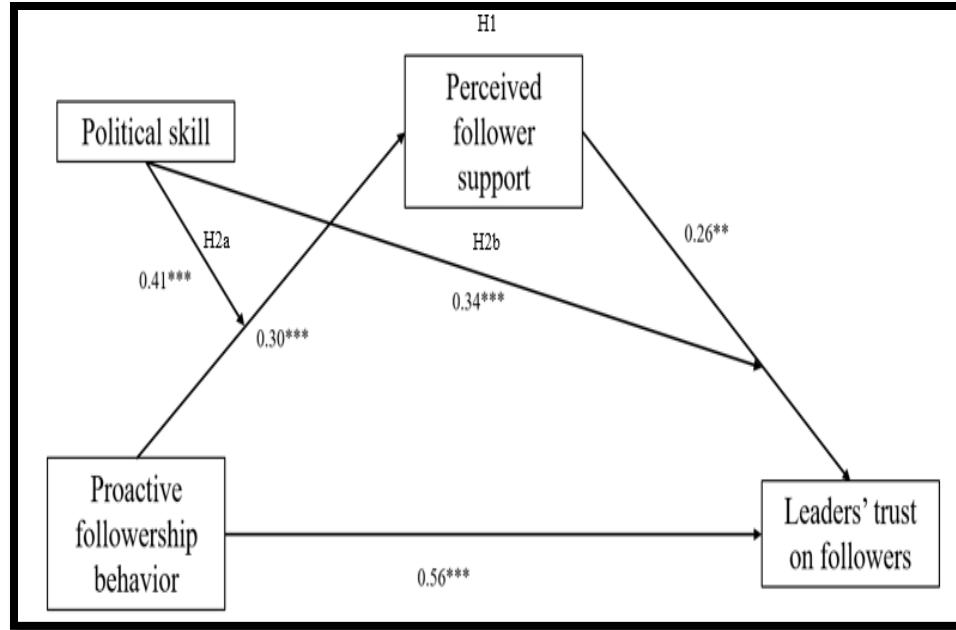 H1
Perceived
follower
support
Political skill
H2a
H2b
0.26**
0.41***
0.34***
0.30***
Proactive
followership
behavior
Leaders’ trust
on followers
0.56***